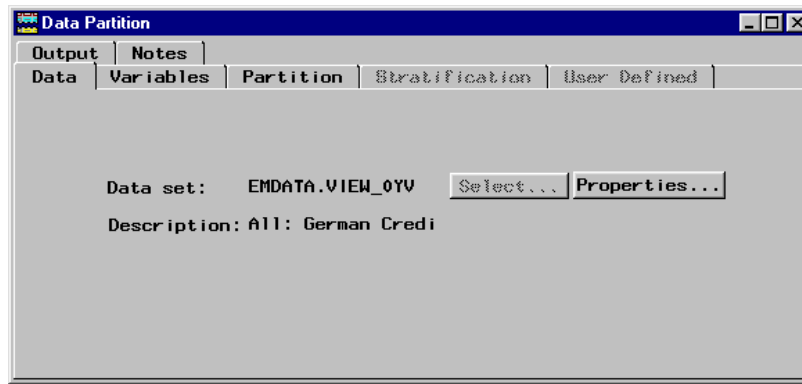 Data Partition
Output Notes
Data Variables Partition Stratification User Defined
Data set: EMDATA.VIEW_0YV Select... Properties...
Description: All: German Credi